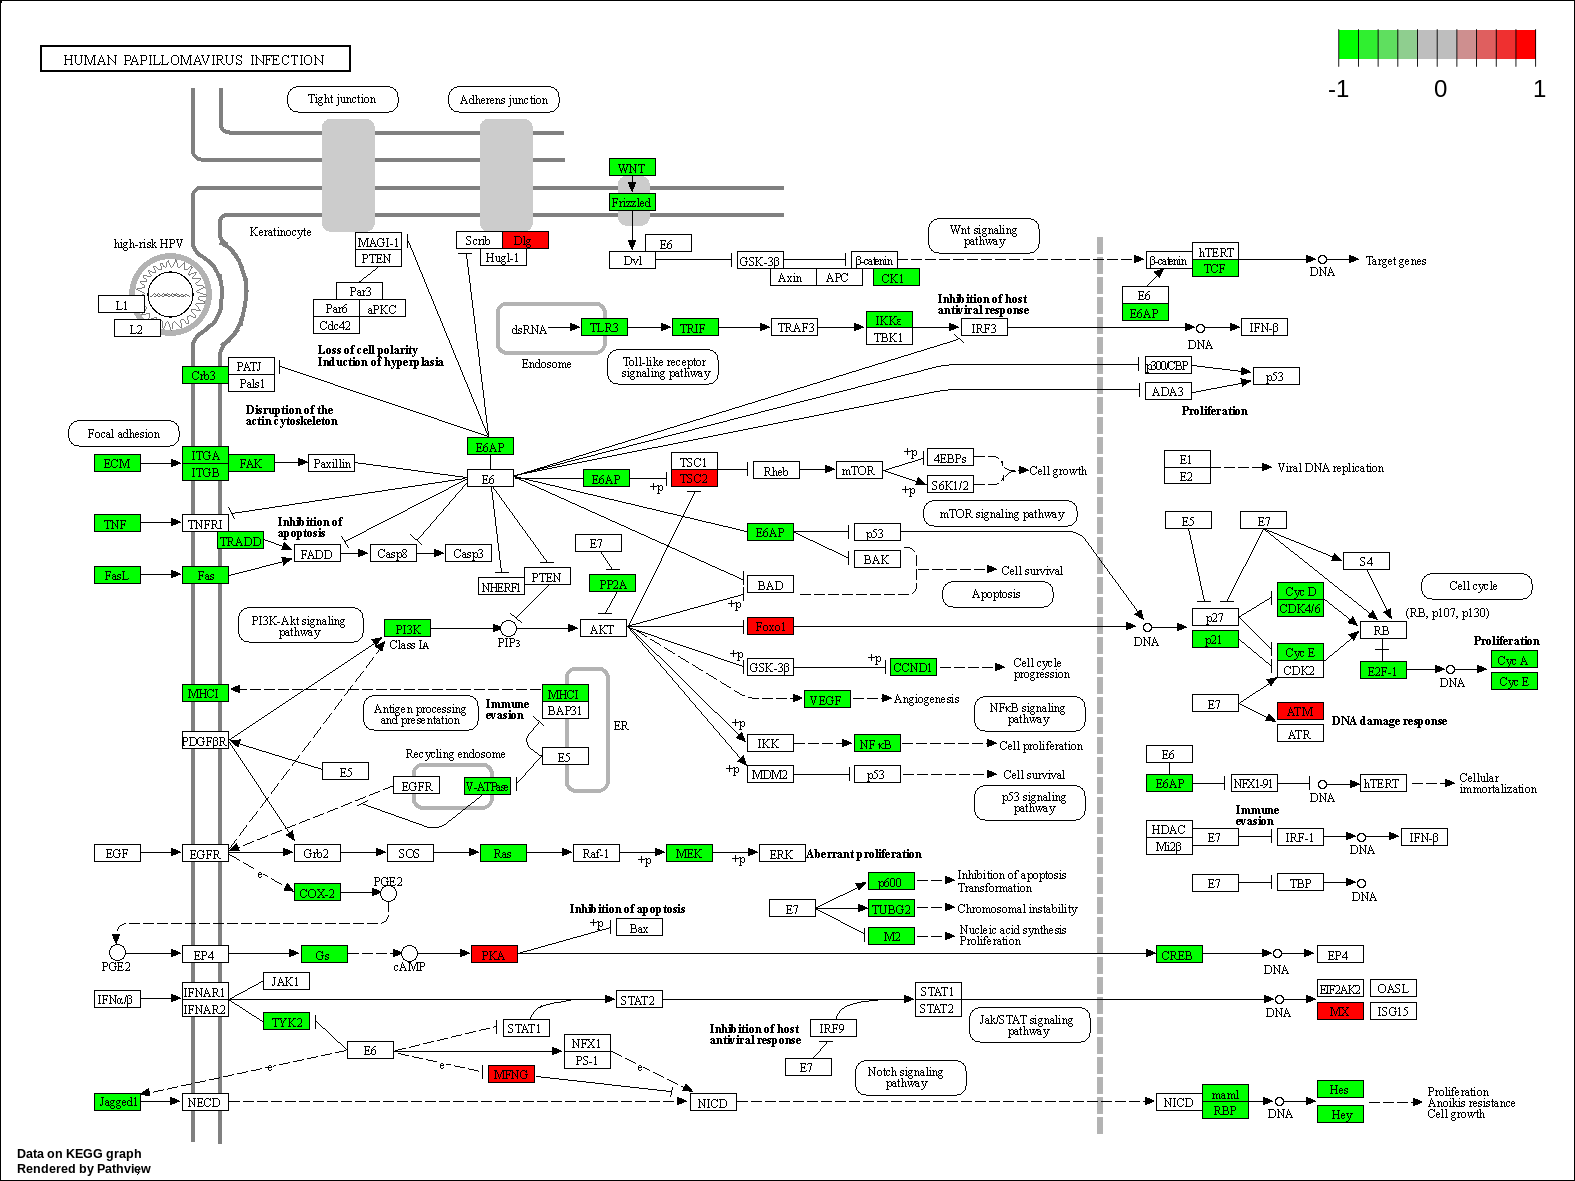 HUMAN PAPILLOMAVIRUS INFECTION
-1 0 1
Tight junction
Adherens junction
WNT
Frizzled
Keratinocyte
high-risk HPV
L1
L2
MAGI-1
PTEN
Scrib
Dlg
Hugl-1
Dvl
E6
GSK-3β
β-catenin
Axin
APC
CK1
Wnt signaling
pathway
β-catenin
hTERT
TCF
DNA
Target genes
E6
E6AP
Par3
Par6
aPKC
Cdc42
Loss of cell polarity
Induction of hyperplasia
dsRNA
TLR3
TRIF
TRAF3
IKKε
TBK1
Inhibition of host
antiviral response
IRF3
DNA
IFN-β
Endosome
Toll-like receptor
signaling pathway
Crb3
PATJ
Pals1
p300/CBP
ADA3
p53
Proliferation
Disruption of the
actin cytoskeleton
Focal adhesion
ECM
ITGA
ITGB
FAK
Paxillin
E6AP
E6
E6AP
+p
TSC1
TSC2
Rheb
mTOR
+p
4EBPs
+p
S6K1/2
Cell growth
mTOR signaling pathway
E1
E2
Viral DNA replication
TNF
TNFRI
TRADD
Inhibition of
apoptosis
FADD
Casp8
Casp3
FasL
Fas
NHERF1
PTEN
E7
PP2A
E6AP
p53
BAK
BAD
+p
Cell survival
Apoptosis
E5
E7
S4
Cell cycle
(RB, p107, p130)
p27
p21
Cyc D
CDK4/6
Cyc E
CDK2
RB
E2F-1
DNA
Proliferation
Cyc A
Cyc E
PI3K-Akt signaling
pathway
PI3K
Class IA
PIP3
AKT
Foxo1
DNA
+p
GSK-3β
+p
CCND1
Cell cycle
progression
VEGF
Angiogenesis
NFκB signaling
pathway
+p
IKK
NFκB
Cell proliferation
+p
MDM2
p53
Cell survival
p53 signaling
pathway
E7
ATM
ATR
DNA damage response
MHCI
MHCI
BAP31
Antigen processing
and presentation
Immune
evasion
ER
PDGFβR
E5
Recycling endosome
EGFR
V-ATPase
E5
E6
E6AP
NFX1-91
DNA
hTERT
Cellular
immortalization
Immune
evasion
HDAC
Mi2β
E7
IRF-1
DNA
IFN-β
E7
TBP
DNA
EGF
EGFR
Grb2
SOS
Ras
Raf-1
+p
MEK
+p
ERK
Aberrant proliferation
e
COX-2
PGE2
E7
p600
Inhibition of apoptosis
Transformation
TUBG2
Chromosomal instability
M2
Nucleic acid synthesis
Proliferation
Inhibition of apoptosis
+p
Bax
PGE2
EP4
Gs
cAMP
PKA
CREB
DNA
EP4
IFNα/β
IFNAR1
IFNAR2
JAK1
TYK2
STAT2
STAT1
STAT1
STAT2
DNA
EIF2AK2
OASL
MX
ISG15
Inhibition of host
antiviral response
IRF9
E7
Jak/STAT signaling
pathway
E6
NFX1
PS-1
e
e
e
MFNG
Notch signaling
pathway
Jagged1
NECD
NICD
NICD
maml
RBP
DNA
Hes
Hey
Proliferation
Anoikis resistance
Cell growth
Data on KEGG graph
Rendered by Pathview